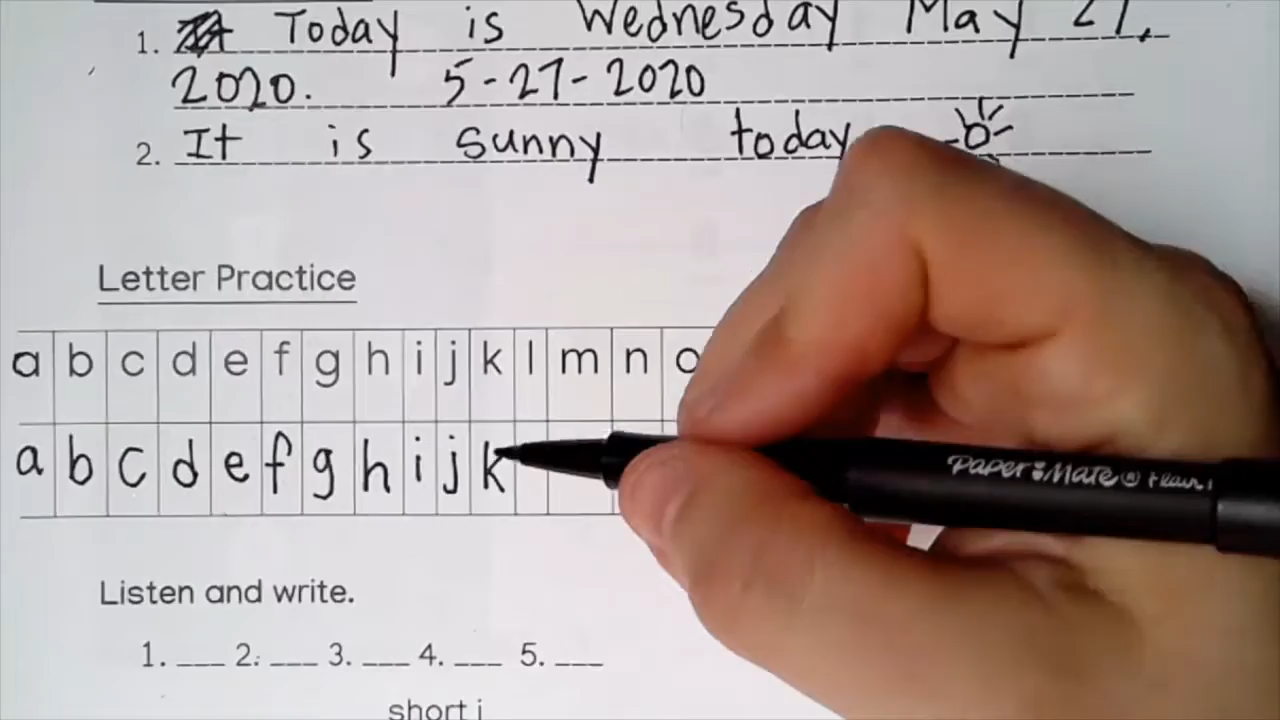 1. Today is Wednesday May 27,
2020. 5-27-2020
2. It is sunny today
Letter Practice
a b c d e f g h i j k l m n o
a b c d e f g h i j k
Listen and write.
1. ___ 2. ___ 3. ___ 4. ___ 5. ___
short i
Paper Mate® Flair